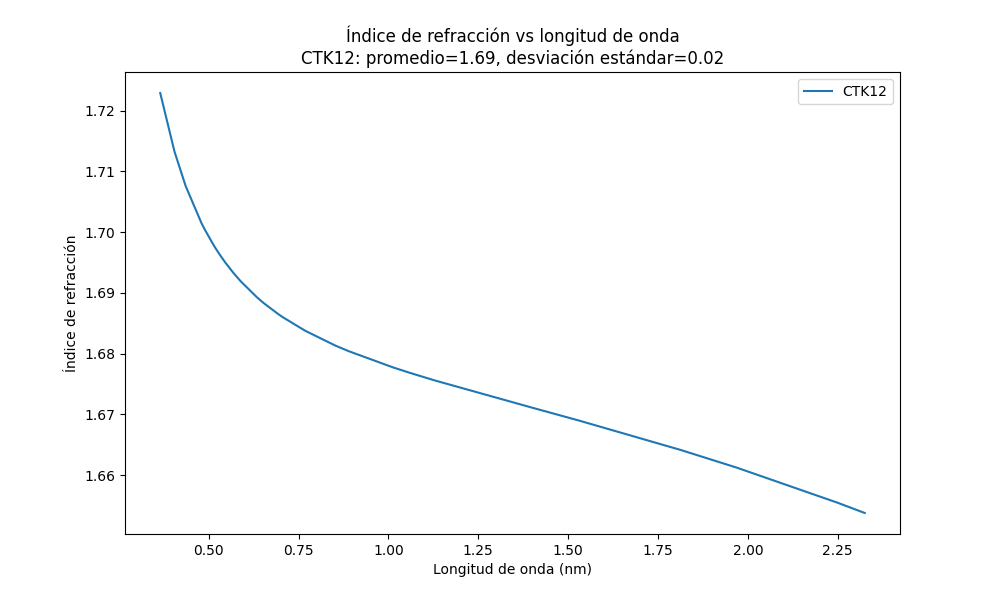 Índice de refracción vs longitud de onda
CTK12: promedio=1.69, desviación estándar=0.02
CTK12
1.72
1.71
1.70
1.69
1.68
1.67
1.66
Índice de refracción
0.50 0.75 1.00 1.25 1.50 1.75 2.00 2.25
Longitud de onda (nm)